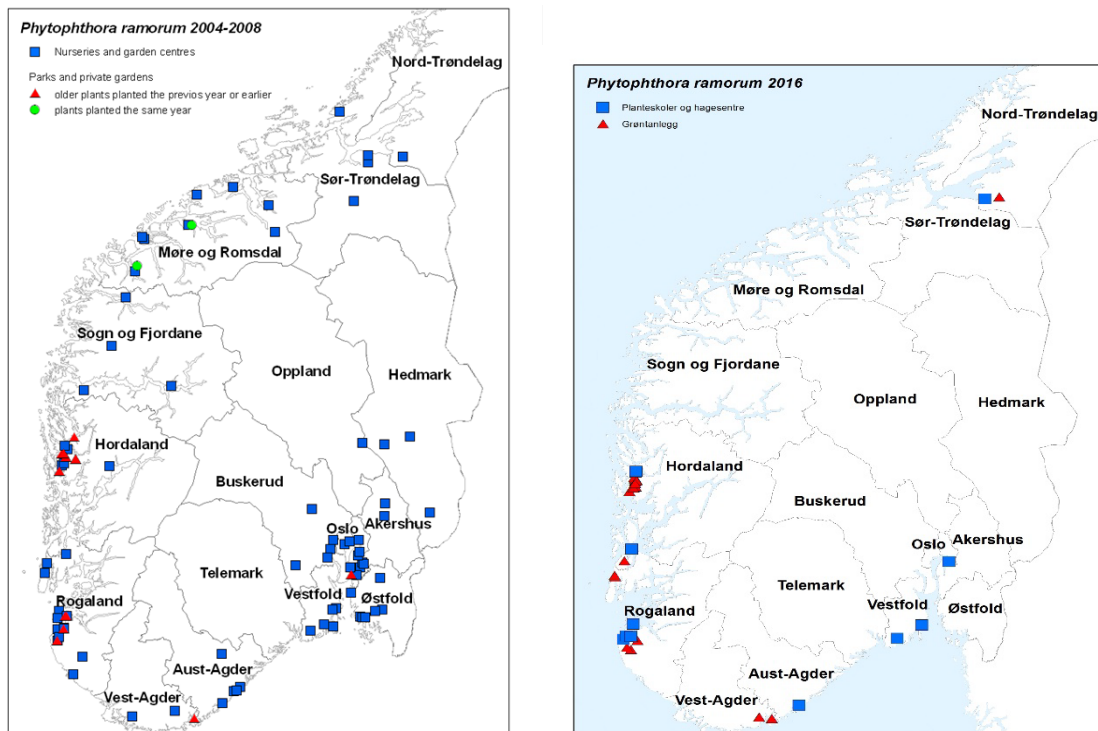 Phytophthora ramorum 2004-2008
Nurseries and garden centres
Parks and private gardens
older plants planted the previos year or earlier
plants planted the same year
Nord-Trøndelag
Sør-Trøndelag
Møre og Romsdal
Sogn og Fjordane
Oppland
Hedmark
Hordaland
Buskerud
Oslo
Akershus
Telemark
Vestfold
Østfold
Rogaland
Aust-Agder
Vest-Agder
Phytophthora ramorum 2016
Planteskoler og hagesentre
Grøntanlegg
Nord-Trøndelag
Sør-Trøndelag
Møre og Romsdal
Sogn og Fjordane
Oppland
Hedmark
Hordaland
Buskerud
Oslo
Akershus
Telemark
Vestfold
Østfold
Rogaland
Aust-Agder
Vest-Agder